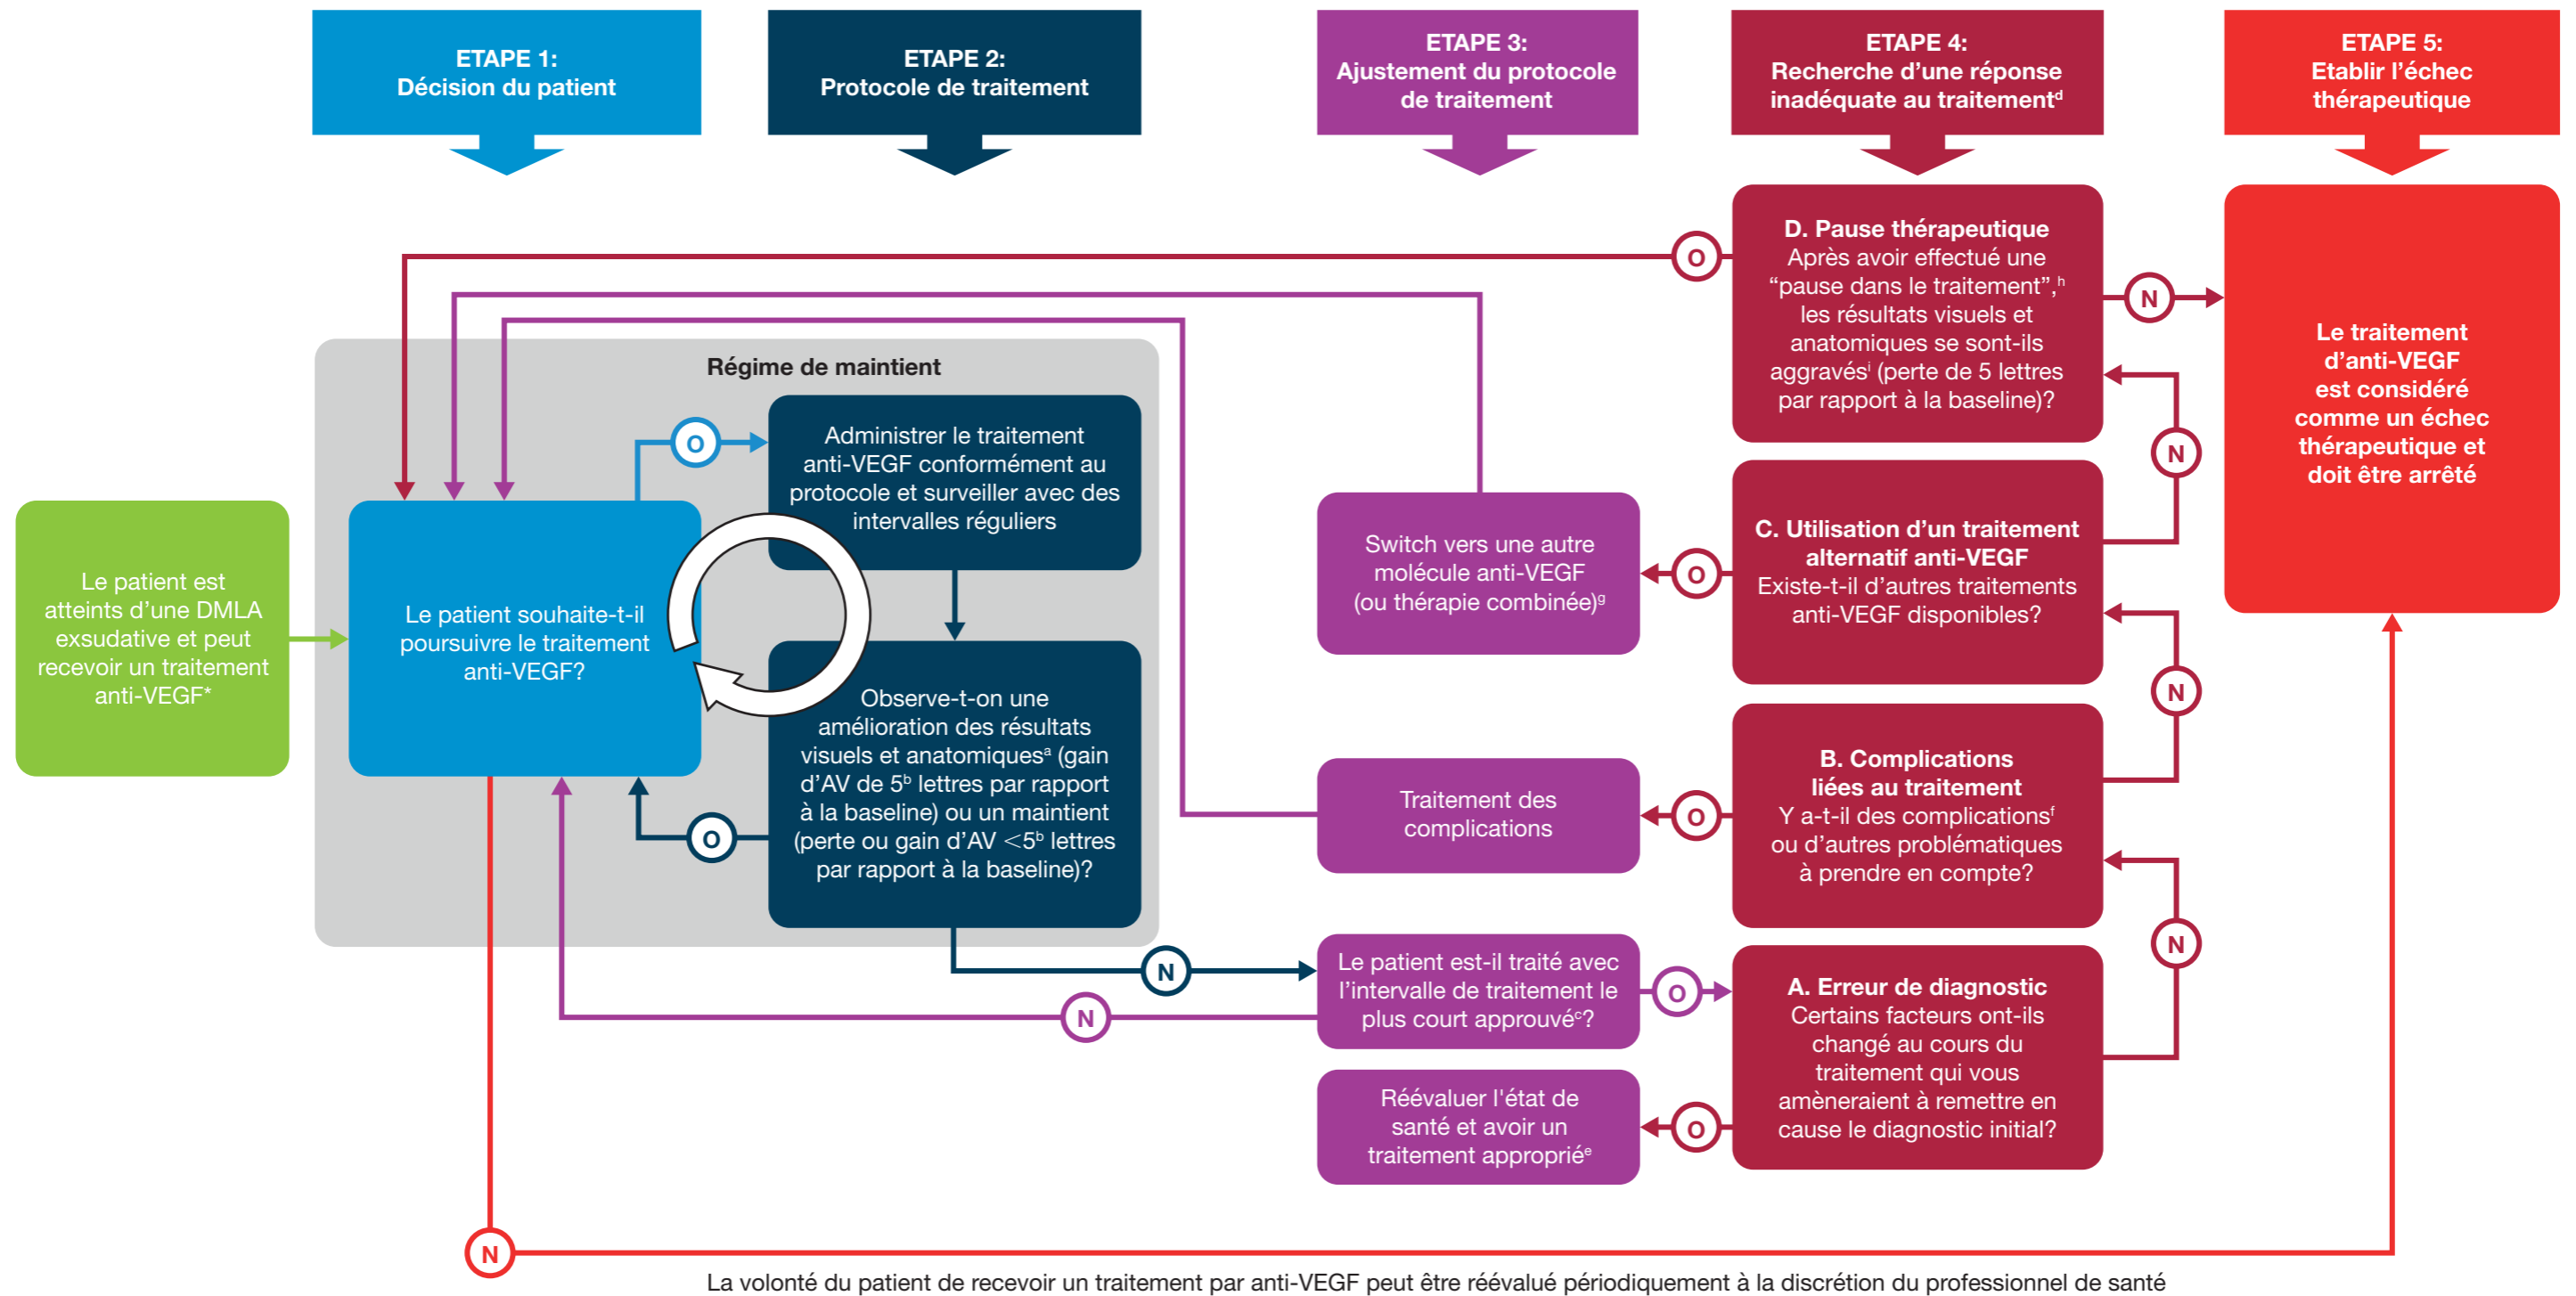 ETAPE 1:
Décision du patient
ETAPE 2:
Protocole de traitement
ETAPE 3:
Ajustement du protocole
de traitement
ETAPE 4:
Recherche d’une réponse
inadéquate au traitementᵈ
ETAPE 5:
Etablir l’échec
thérapeutique
Le patient est
atteints d’une DMLA
exsudative et peut
recevoir un traitement
anti-VEGF*
Régime de maintient
Le patient souhaite-t-il
poursuivre le traitement
anti-VEGF?
O
N
Administrer le traitement
anti-VEGF conformément au
protocole et surveiller avec des
intervalles réguliers
Observe-t-on une
amélioration des résultats
visuels et anatomiquesᵃ (gain
d’AV de 5ᵇ lettres par rapport
à la baseline) ou un maintient
(perte ou gain d’AV <5ᵇ lettres
par rapport à la baseline)?
O
N
Switch vers une autre
molécule anti-VEGF
(ou thérapie combinée)ᵍ
Traitement des
complications
Le patient est-il traité avec
l’intervalle de traitement le
plus court approuvéᶜ?
N
O
Réévaluer l'état de
santé et avoir un
traitement appropriéᵉ
D. Pause thérapeutique
Après avoir effectué une
“pause dans le traitement”,ʰ
les résultats visuels et
anatomiques se sont-ils
aggravésⁱ (perte de 5 lettres
par rapport à la baseline)?
O
N
C. Utilisation d’un traitement
alternatif anti-VEGF
Existe-t-il d’autres traitements
anti-VEGF disponibles?
O
N
B. Complications
liées au traitement
Y a-t-il des complicationsᶠ
ou d’autres problématiques
à prendre en compte?
O
N
A. Erreur de diagnostic
Certains facteurs ont-ils
changé au cours du
traitement qui vous
amèneraient à remettre en
cause le diagnostic initial?
O
N
Le traitement
d’anti-VEGF
est considéré
comme un échec
thérapeutique et
doit être arrêté
La volonté du patient de recevoir un traitement par anti-VEGF peut être réévalué périodiquement à la discrétion du professionnel de santé